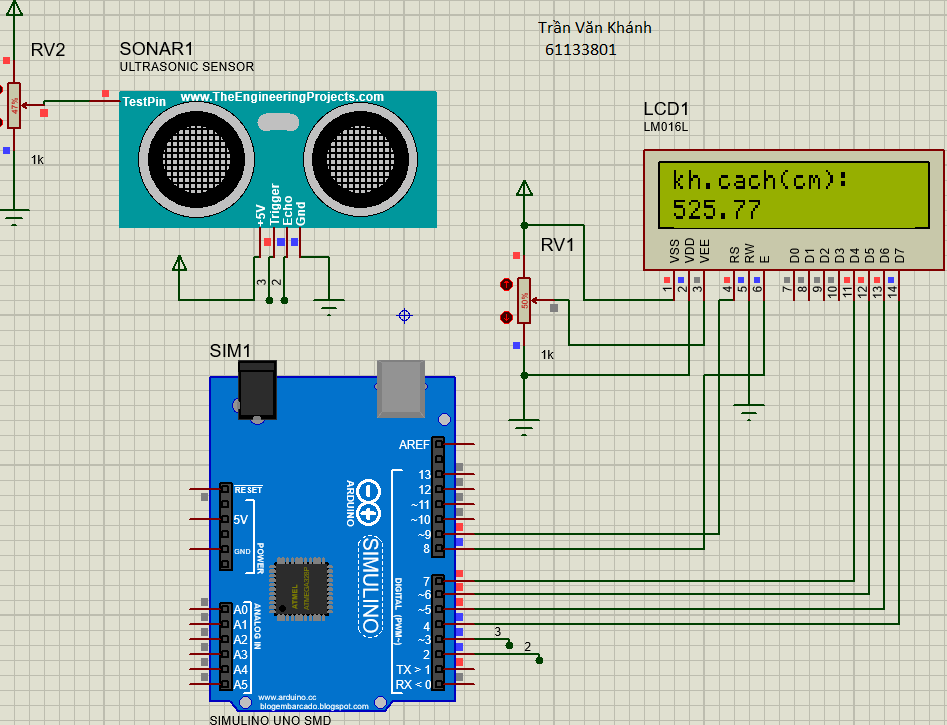 Trần Văn Khánh
61133801
RV2
47%
1k
SONAR1
ULTRASONIC SENSOR
TestPin
www.TheEngineeringProjects.com
+5V
Trigger
Echo
Gnd
3
2
RV1
50%
1k
LCD1
LM016L
kh.cach(cm):
525.77
VSS
VDD
VEE
RS
RW
E
D0
D1
D2
D3
D4
D5
D6
D7
1
2
3
4
5
6
7
8
9
10
11
12
13
14
SIM1
AREF
13
12
~11
~10
~9
8
7
~6
~5
4
~3
2
TX > 1
RX < 0
3
2
RESET
5V
GND
POWER
A0
A1
A2
A3
A4
A5
ANALOG IN
ARDUINO
SIMULINO
DIGITAL (PWM~)
ATMEL
ATMEGA328P
www.arduino.cc
blogembarcado.blogspot.com
SIMULINO UNO SMD